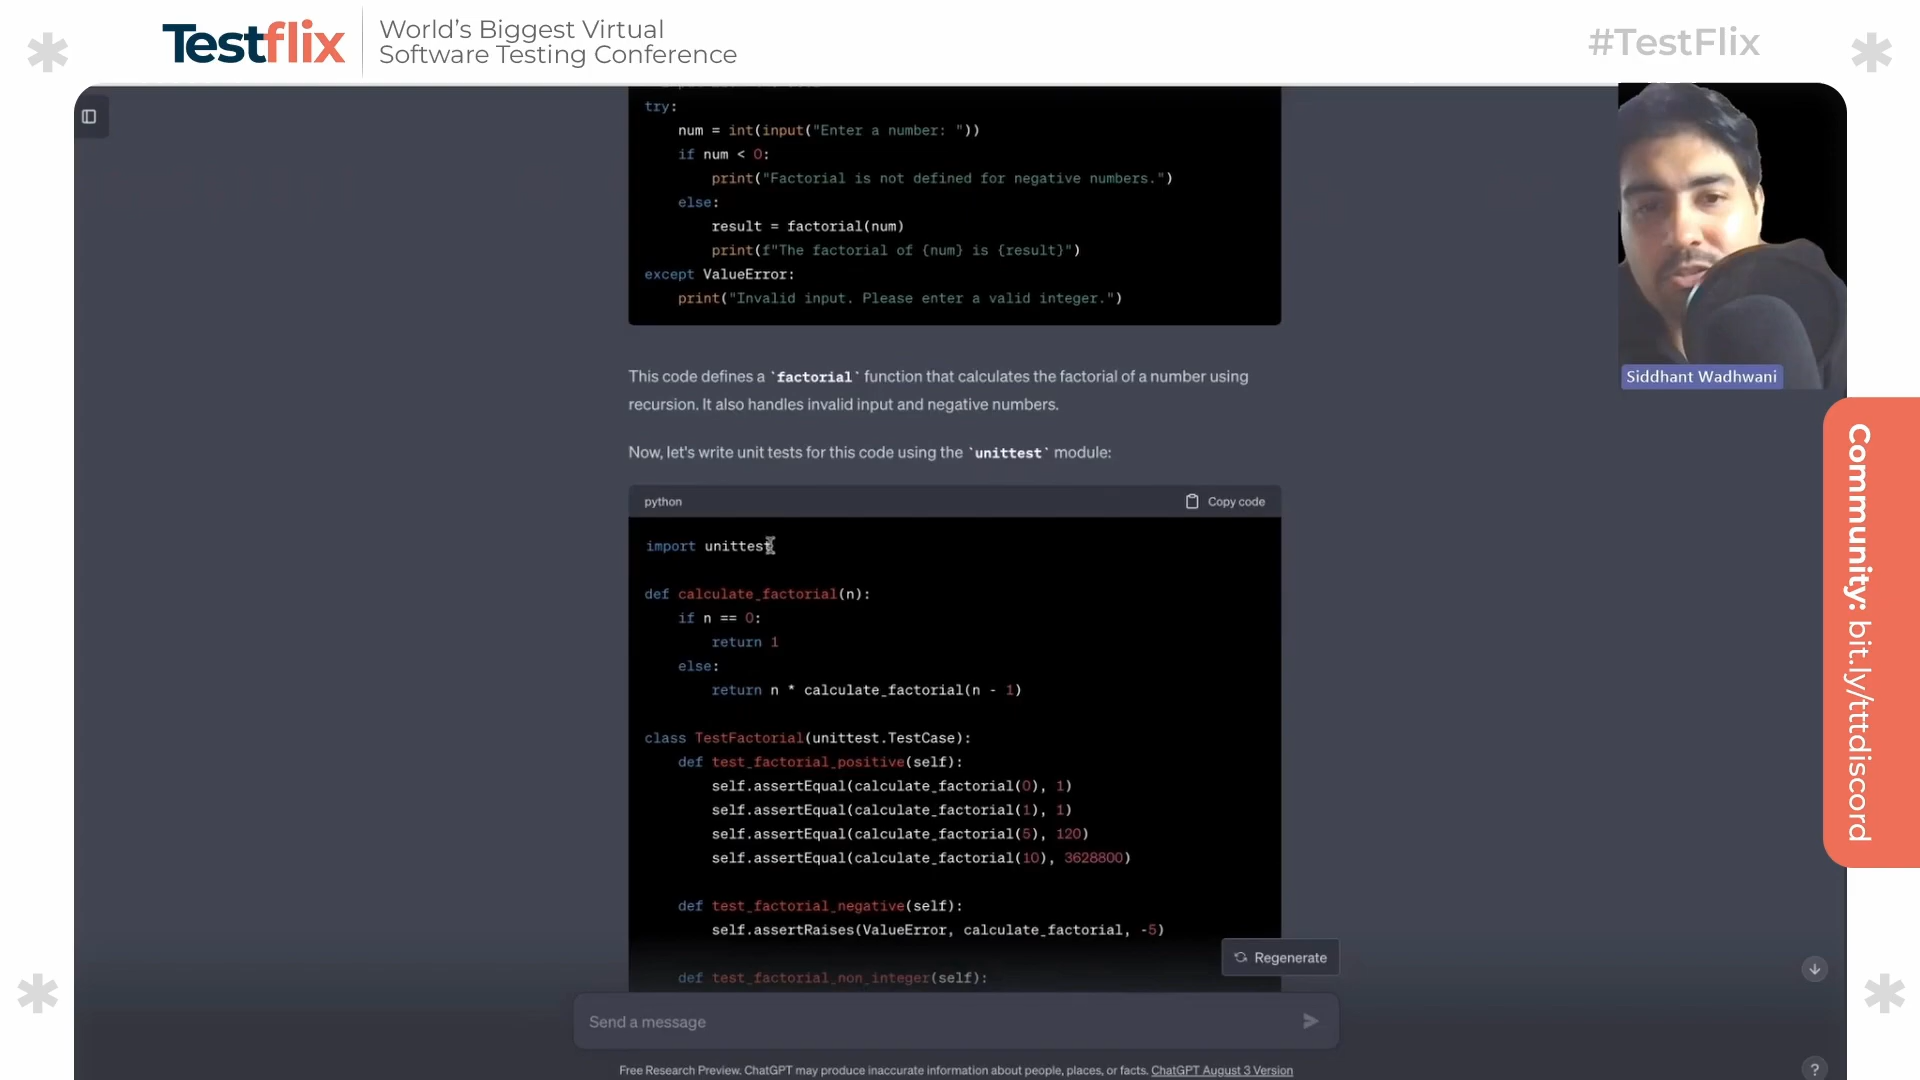 Testflix
World's Biggest Virtual
Software Testing Conference
#TestFlix
try:
num = int(input("Enter a number: "))
if num < 0:
print("Factorial is not defined for negative numbers.")
else:
result = factorial(num)
print(f"The factorial of {num} is {result}")
except ValueError:
print("Invalid input. Please enter a valid integer.")
Siddhant Wadhwani
This code defines a `factorial` function that calculates the factorial of a number using
recursion. It also handles invalid input and negative numbers.
Now, let's write unit tests for this code using the `unittest` module:
python
Copy code
import unittest
def calculate_factorial(n):
if n == 0:
return 1
else:
return n * calculate_factorial(n - 1)
class TestFactorial(unittest.TestCase):
def test_factorial_positive(self):
self.assertEqual(calculate_factorial(0), 1)
self.assertEqual(calculate_factorial(1), 1)
self.assertEqual(calculate_factorial(5), 120)
self.assertEqual(calculate_factorial(10), 3628800)
def test_factorial_negative(self):
self.assertRaises(ValueError, calculate_factorial, -5)
def test_factorial_non_integer(self):
Regenerate
Send a message
Free Research Preview. ChatGPT may produce inaccurate information about people, places, or facts. ChatGPT August 3 Version
?
Community: bit.ly/tttdiscord